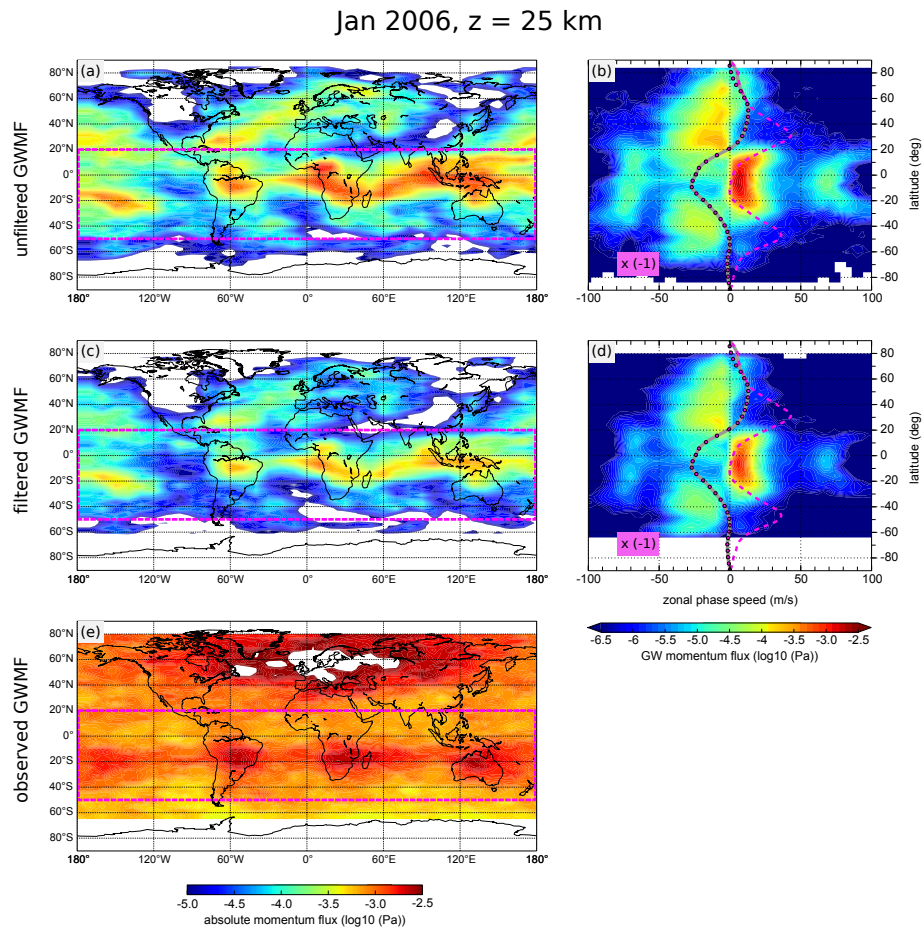 Jan 2006, z = 25 km
(a)
80°N
60°N
40°N
20°N
0°
20°S
40°S
60°S
80°S
180° 120°W 60°W 0° 60°E 120°E 180°
unfiltered GWMF
(b)
x (-1)
80
60
40
20
0
-20
-40
-60
-80
latitude (deg)
-100 -50 0 50 100
(c)
80°N
60°N
40°N
20°N
0°
20°S
40°S
60°S
80°S
180° 120°W 60°W 0° 60°E 120°E 180°
filtered GWMF
(d)
x (-1)
80
60
40
20
0
-20
-40
-60
-80
latitude (deg)
-100 -50 0 50 100
zonal phase speed (m/s)
-6.5 -6 -5.5 -5 -4.5 -4 -3.5 -3.0 -2.5
GW momentum flux (log10 (Pa))
(e)
80°N
60°N
40°N
20°N
0°
20°S
40°S
60°S
80°S
180° 120°W 60°W 0° 60°E 120°E 180°
observed GWMF
-5.0 -4.5 -4.0 -3.5 -3.0 -2.5
absolute momentum flux (log10 (Pa))